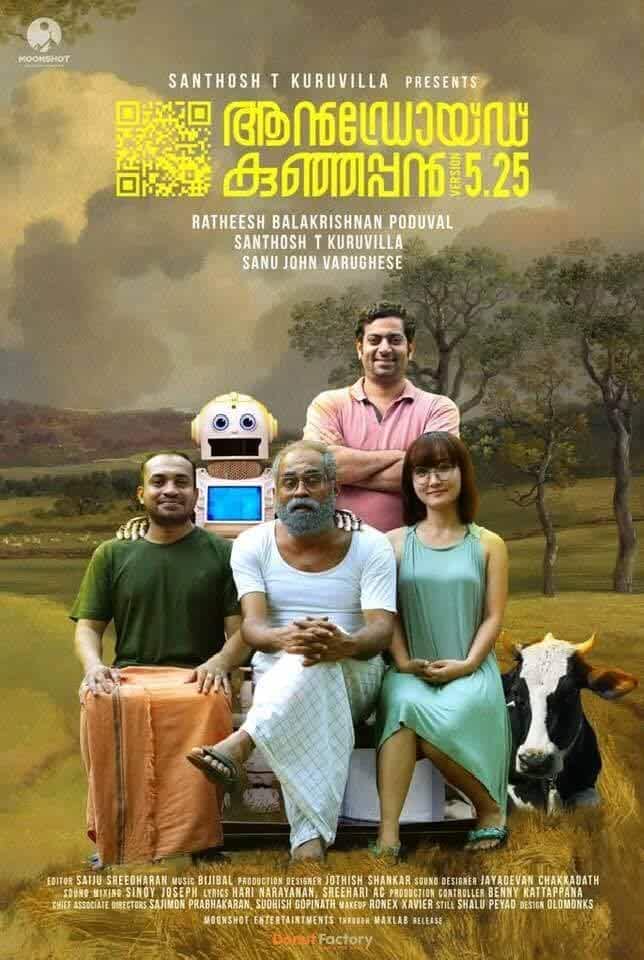 MOONSHOT
SANTHOSH T KURUVILLA PRESENTS
ആൻഡ്രോയ്ഡ്
കുഞ്ഞപ്പൻ VERSION 5.25
RATHEESH BALAKRISHNAN PODUVAL
SANTHOSH T KURUVILLA
SANU JOHN VARUGHESE
EDITOR SAIJU SREEDHARAN MUSIC BIJIBAL PRODUCTION DESIGNER JOTHISH SHANKAR SOUND DESIGNER JAYADEVAN CHAKKADATH
SOUND MIXING SINOY JOSEPH LYRICS HARI NARAYANAN, SREEHARI AC PRODUCTION CONTROLLER BENNY KATTAPPANA
CHIEF ASSOCIATE DIRECTORS SAJIMON PRABHAKARAN, SUDHISH GOPINATH MAKEUP RONEX XAVIER STILL SHALU PEYAD DESIGN OLDMONKS
MOONSHOT ENTERTAINTMENTS THROUGH MAXLAB RELEASE
Donut Factory